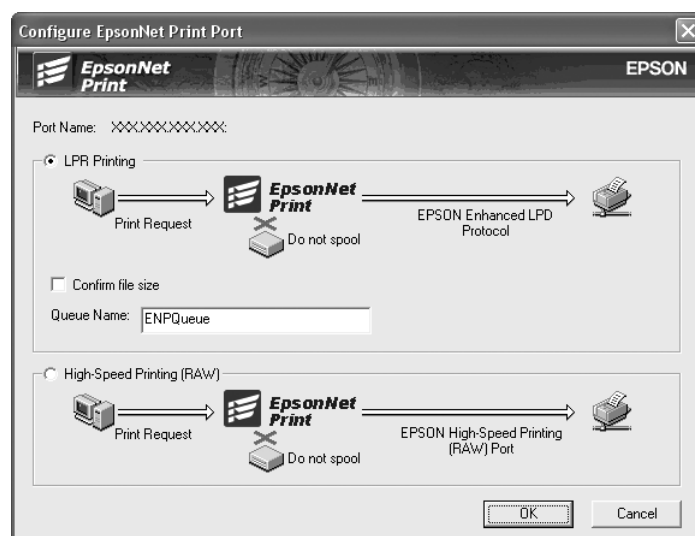 Configure EpsonNet Print Port
EpsonNet
Print
EPSON
Port Name: XXX.XXX.XXX.XXX:
LPR Printing
EpsonNet
Print
Print Request
EPSON Enhanced LPD
Protocol
Do not spool
Confirm file size
Queue Name: ENPQueue
High-Speed Printing (RAW)
EpsonNet
Print
Print Request
EPSON High-Speed Printing
(RAW) Port
Do not spool
OK
Cancel